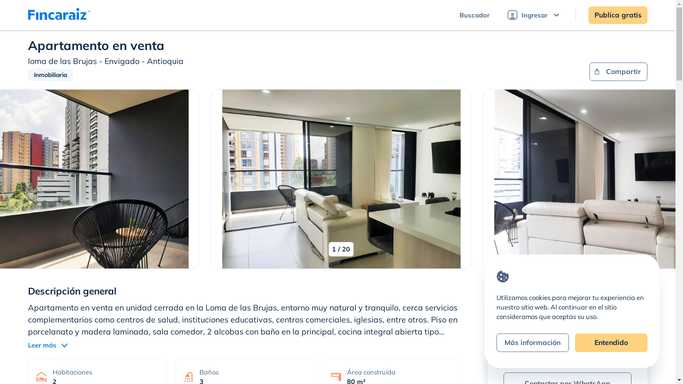 Fincaraiz
Buscador
Ingresar
Publica gratis
Apartamento en venta
loma de las Brujas - Envigado - Antioquia
Inmobiliaria
Compartir
1 / 20
Descripción general
Apartamento en venta en unidad cerrada en la Loma de las Brujas, entorno muy natural y tranquilo, cerca servicios
complementarios como centros de salud, instituciones educativas, centros comerciales, iglesias, entre otros. Piso en
porcelanato y madera laminada, sala comedor, 2 alcobas con baño en la principal, cocina integral abierta tipo...
Leer más
Habitaciones
2
Baños
3
Área construida
80 m²
Utilizamos cookies para mejorar tu experiencia en
nuestro sitio web. Al continuar en el sitio
consideramos que aceptas su uso.
Más información
Entendido
Contactar por WhatsApp